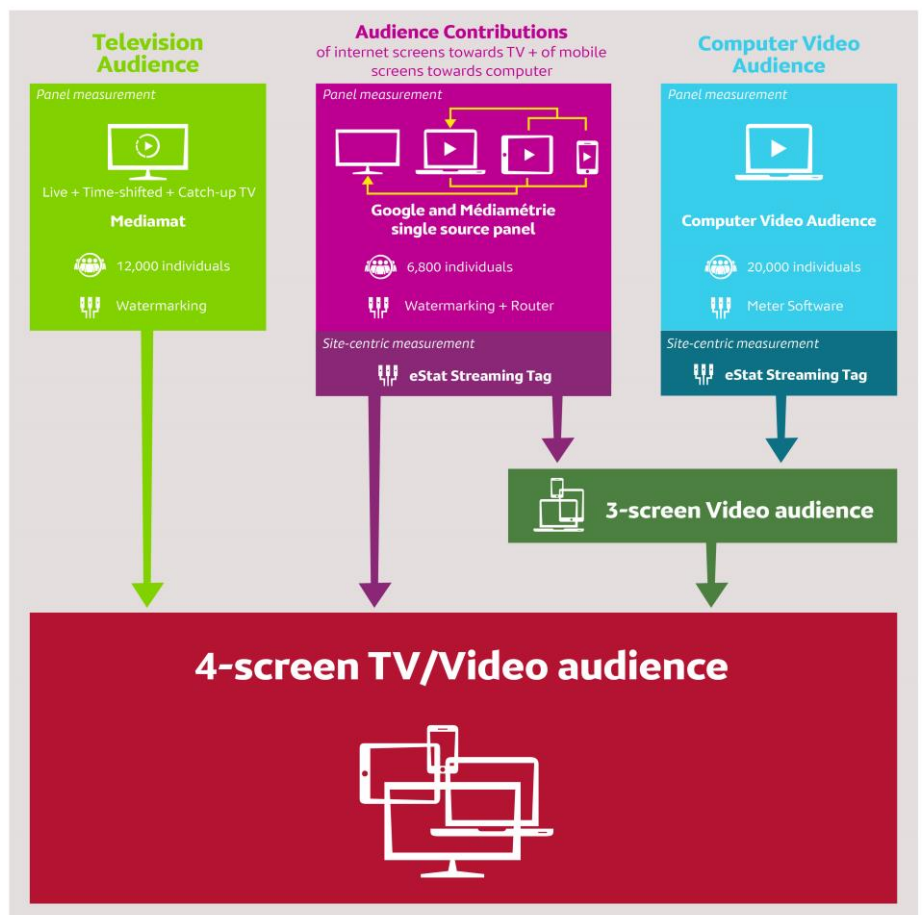 Television
Audience
Panel measurement
Live + Time-shifted + Catch-up TV
Mediamat
12,000 individuals
Watermarking
Audience Contributions
of internet screens towards TV + of mobile
screens towards computer
Panel measurement
Google and Médiamétrie
single source panel
6,800 individuals
Watermarking + Router
Site-centric measurement
eStat Streaming Tag
Computer Video
Audience
Panel measurement
Computer Video Audience
20,000 individuals
Meter Software
Site-centric measurement
eStat Streaming Tag
3-screen Video audience
4-screen TV/Video audience